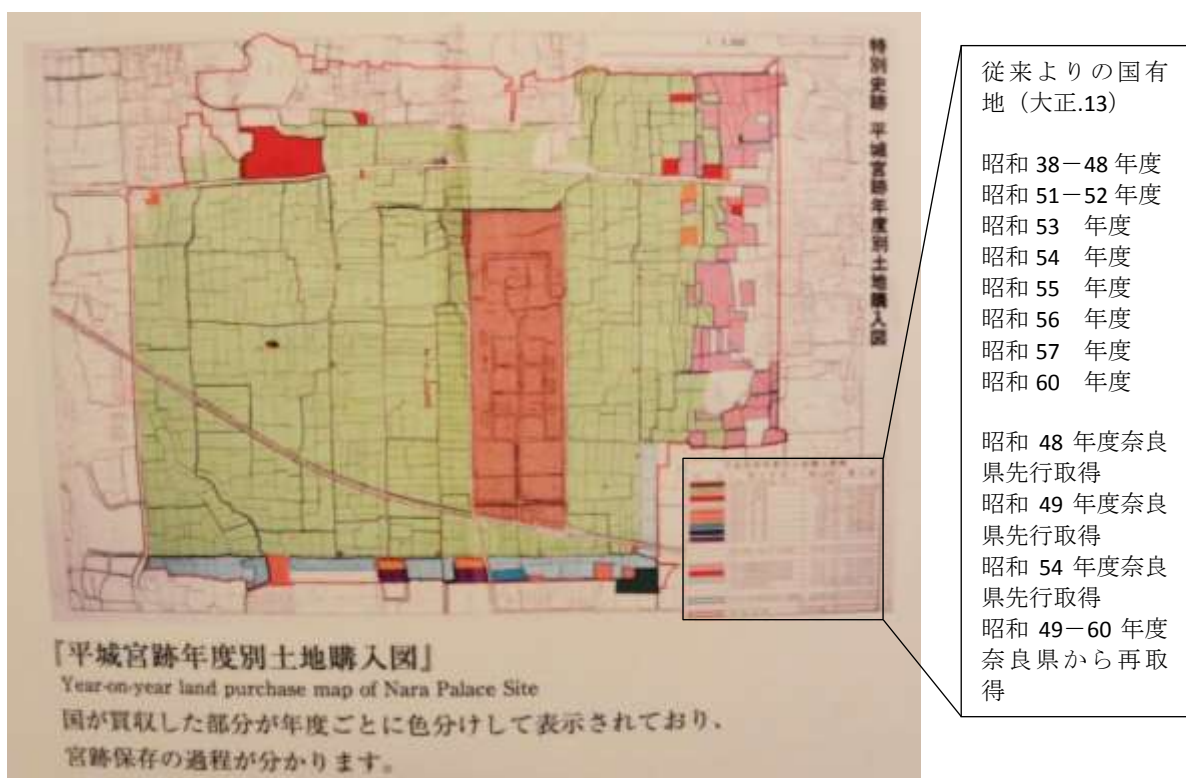 特別史跡 平城宮跡年度別土地購入図
従来よりの国有
地（大正.13）
昭和 38－48 年度
昭和 51－52 年度
昭和 53　年度
昭和 54　年度
昭和 55　年度
昭和 56　年度
昭和 57　年度
昭和 60　年度
昭和 48 年度奈良
県先行取得
昭和 49 年度奈良
県先行取得
昭和 54 年度奈良
県先行取得
昭和 49－60 年度
奈良県から再取
得
『平城宮跡年度別土地購入図』
Year-on-year land purchase map of Nara Palace Site
国が買収した部分が年度ごとに色分けして表示されており、
宮跡保存の過程が分かります。